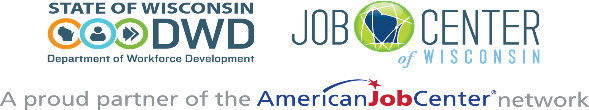 STATE OF WISCONSIN
DWD
Department of Workforce Development
JOB CENTER
of WISCONSIN
A proud partner of the AmericanJobCenter® network